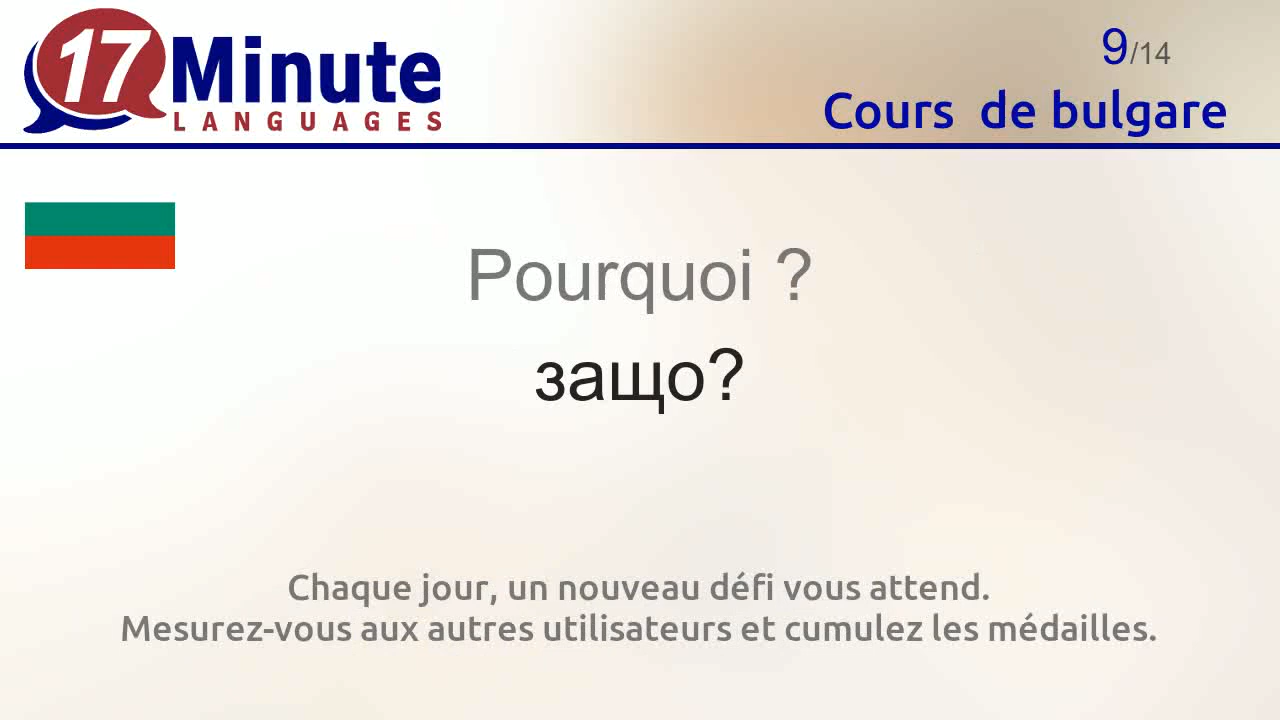 17 Minute
LANGUAGES
9/14
Cours de bulgare
Pourquoi ?
защо?
Chaque jour, un nouveau défi vous attend.
Mesurez-vous aux autres utilisateurs et cumulez les médailles.